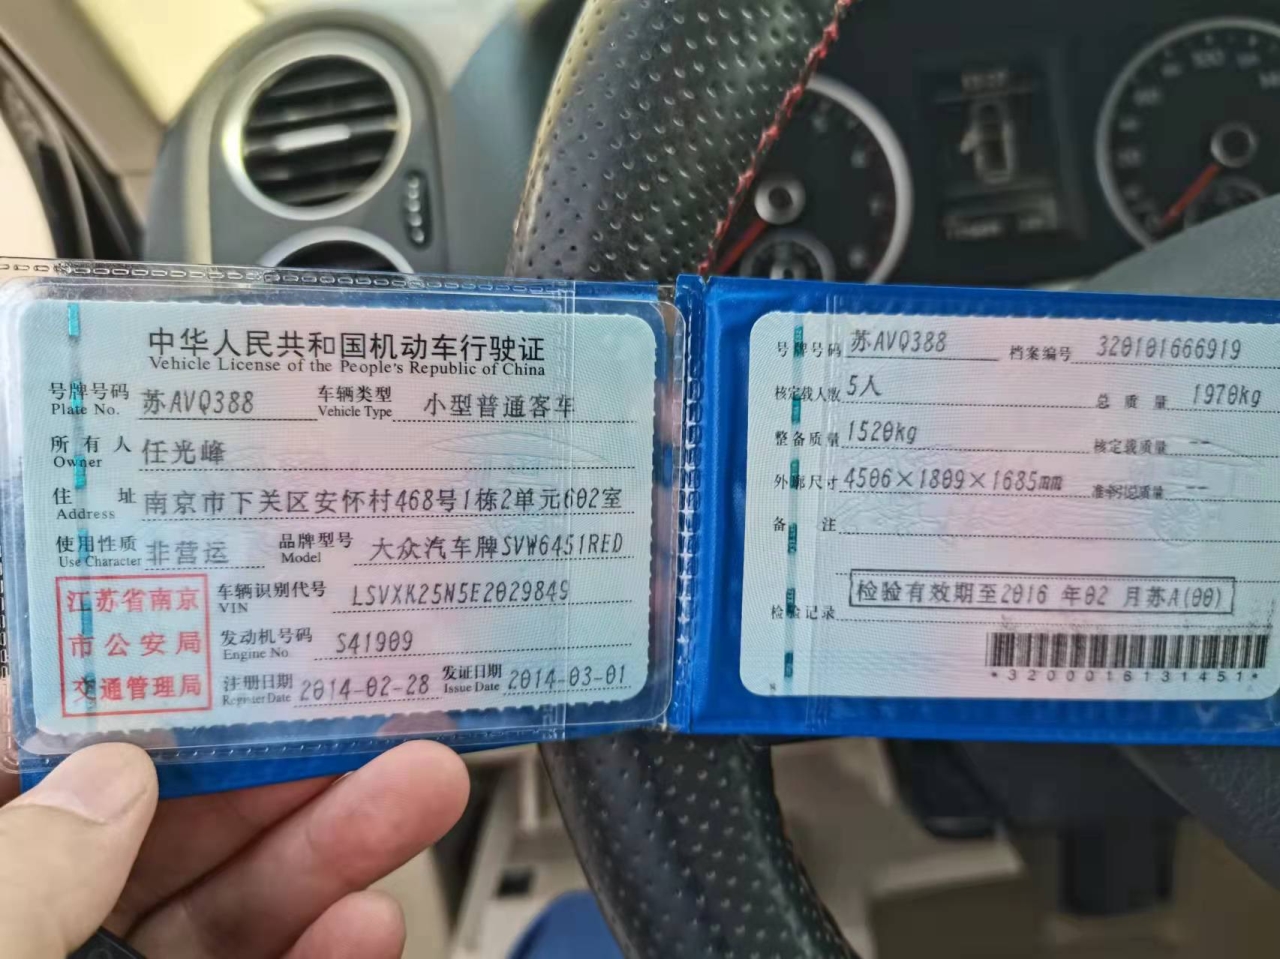 中华人民共和国机动车行驶证
Vehicle License of the People's Republic of China
号牌号码 苏AVQ388 车辆类型 小型普通客车
Plate No. Vehicle Type
所有人 任光峰
Owner
住址 南京市下关区安怀村468号1栋2单元602室
Address
使用性质 非营运 品牌型号 大众汽车牌SVW6451RED
Use Character Model
江苏省南京
市公安局
交通管理局
车辆识别代号 LSVXK25N5E2029849
VIN
发动机号码 S41909
Engine No.
注册日期 2014-02-28 发证日期 2014-03-01
Register Date Issue Date
号牌号码 苏AVQ388 档案编号 320101666919
核定载人数 5人 总质量 1970kg
整备质量 1520kg 核定载质量 --
外廓尺寸 4506×1809×1685mm 准牵引总质量 --
备注
检验记录 检验有效期至2016年02月苏A(00)
*3200016131451*